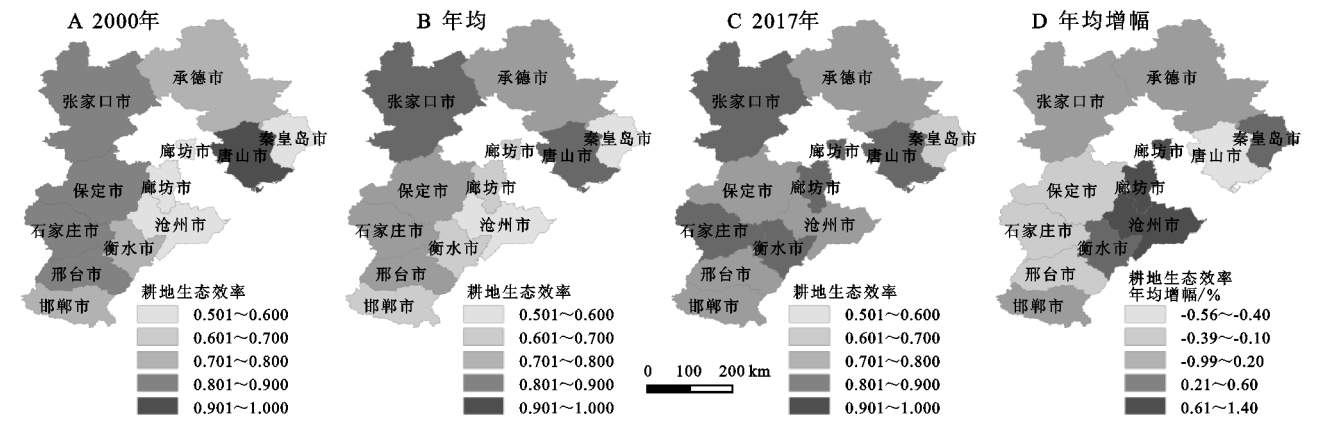 A 2000年
承德市
张家口市
秦皇岛市
廊坊市
唐山市
保定市
廊坊市
沧州市
石家庄市
衡水市
邢台市
邯郸市
耕地生态效率
0.501～0.600
0.601～0.700
0.701～0.800
0.801～0.900
0.901～1.000
B 年均
承德市
张家口市
秦皇岛市
廊坊市
唐山市
保定市
廊坊市
沧州市
石家庄市
衡水市
邢台市
邯郸市
耕地生态效率
0.501～0.600
0.601～0.700
0.701～0.800
0.801～0.900
0.901～1.000
C 2017年
承德市
张家口市
秦皇岛市
廊坊市
唐山市
保定市
廊坊市
沧州市
石家庄市
衡水市
邢台市
邯郸市
耕地生态效率
0.501～0.600
0.601～0.700
0.701～0.800
0.801～0.900
0.901～1.000
0 100 200 km
D 年均增幅
承德市
张家口市
秦皇岛市
廊坊市
唐山市
保定市
廊坊市
沧州市
石家庄市
衡水市
邢台市
邯郸市
耕地生态效率
年均增幅/%
-0.56～-0.40
-0.39～-0.10
-0.99～0.20
0.21～0.60
0.61～1.40